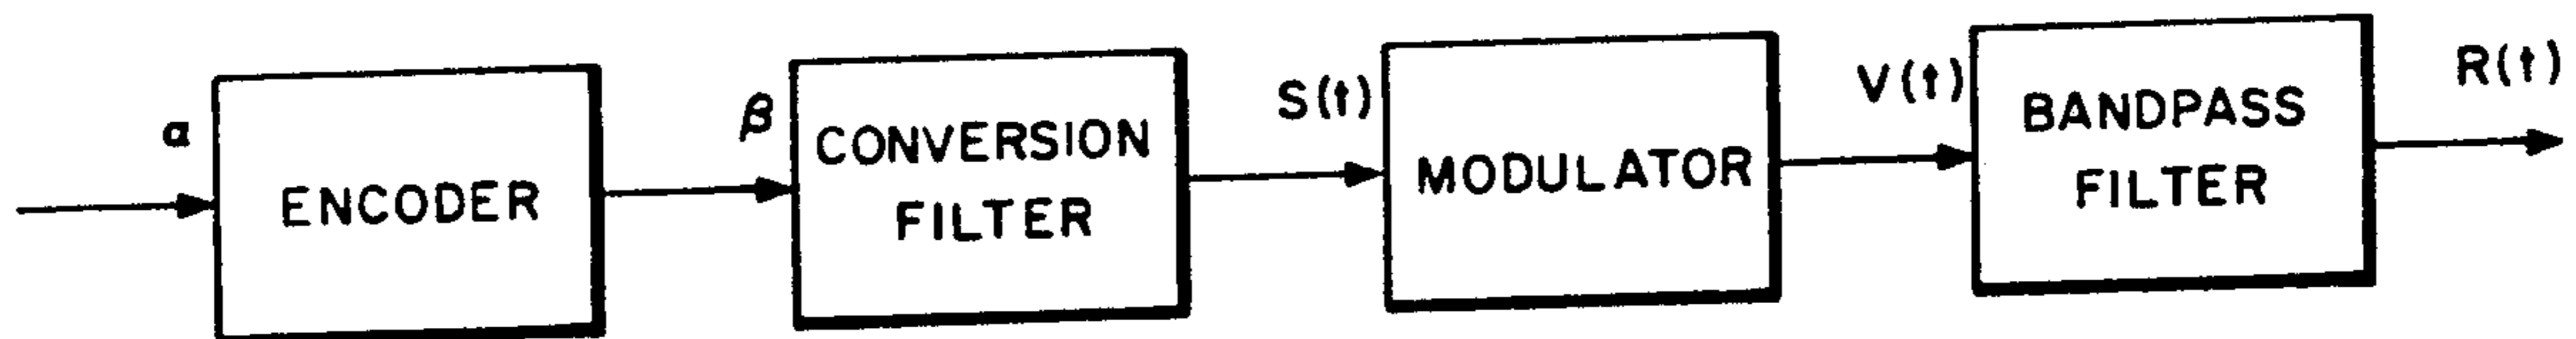 α
ENCODER
β
CONVERSION
FILTER
S(t)
MODULATOR
V(t)
BANDPASS
FILTER
R(t)